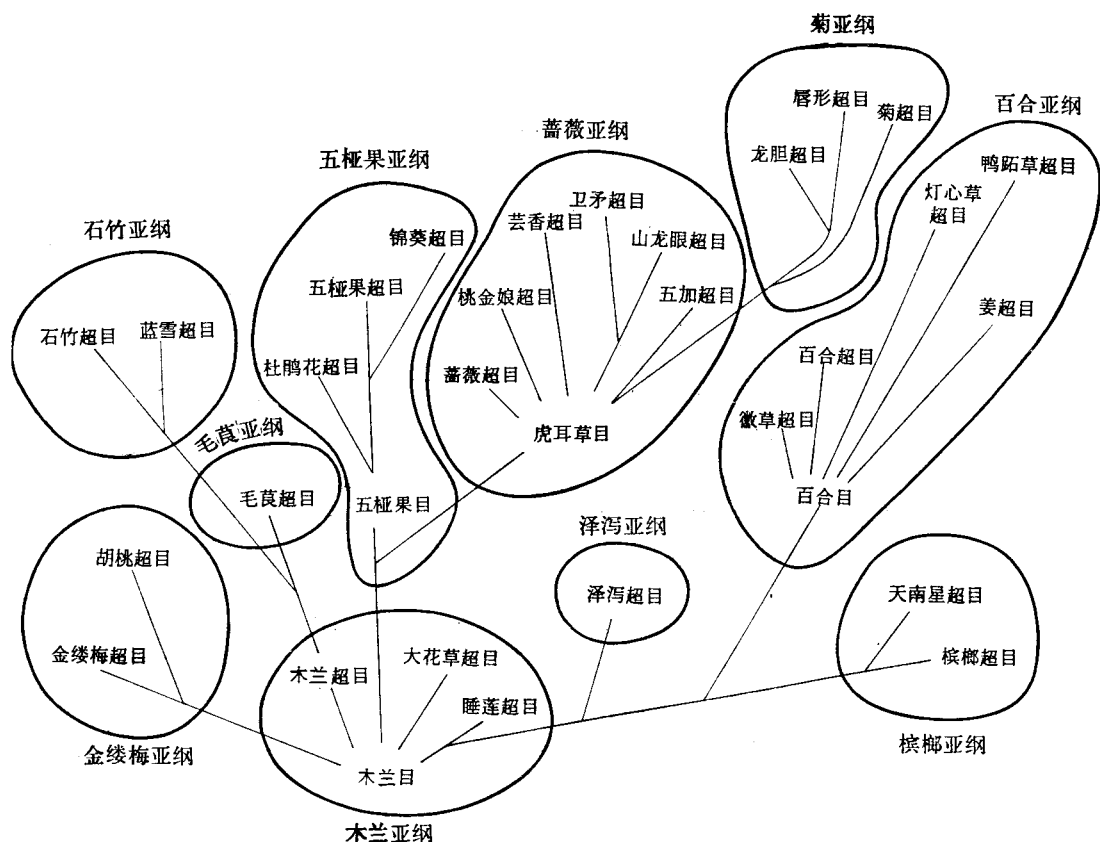 菊亚纲
唇形超目
菊超目
龙胆超目
百合亚纲
鸭跖草超目
灯心草
超目
姜超目
百合超目
徽草超目
百合目
蔷薇亚纲
卫矛超目
芸香超目
山龙眼超目
桃金娘超目
五加超目
蔷薇超目
虎耳草目
五桠果亚纲
锦葵超目
五桠果超目
杜鹃花超目
五桠果目
石竹亚纲
石竹超目
蓝雪超目
毛茛亚纲
毛茛超目
胡桃超目
金缕梅超目
金缕梅亚纲
木兰超目
大花草超目
睡莲超目
木兰目
木兰亚纲
泽泻亚纲
泽泻超目
天南星超目
槟榔超目
槟榔亚纲